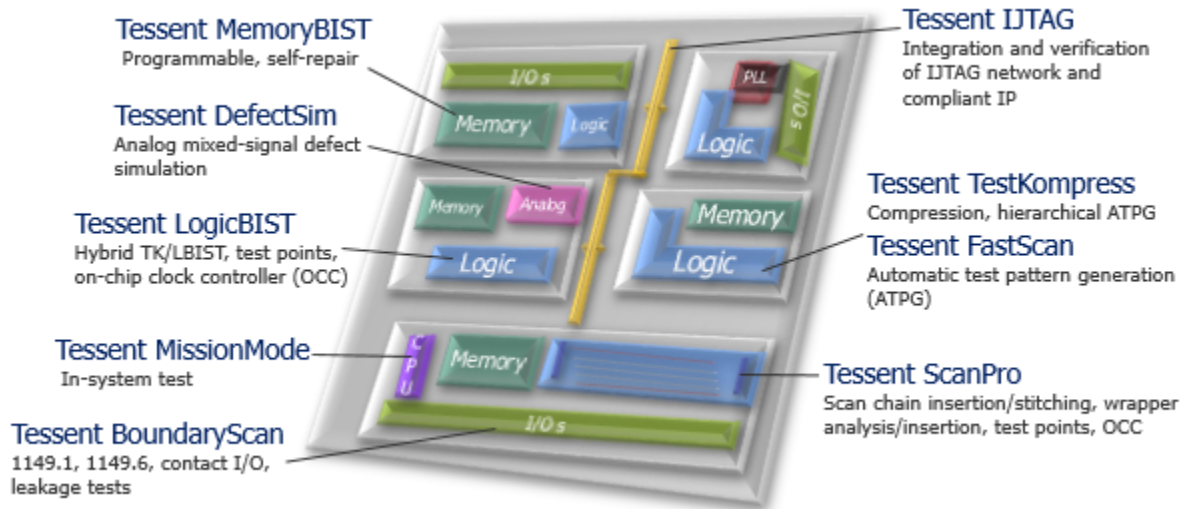 Tessent MemoryBIST
Programmable, self-repair
Tessent DefectSim
Analog mixed-signal defect
simulation
Tessent LogicBIST
Hybrid TK/LBIST, test points,
on-chip clock controller (OCC)
Tessent MissionMode
In-system test
Tessent BoundaryScan
1149.1, 1149.6, contact I/O,
leakage tests
I/O s
Memory
Logic
PLL
I/O s
Logic
Memory
Analog
Logic
Memory
Logic
CPU
Memory
I/O s
Tessent IJTAG
Integration and verification
of IJTAG network and
compliant IP
Tessent TestKompress
Compression, hierarchical ATPG
Tessent FastScan
Automatic test pattern generation
(ATPG)
Tessent ScanPro
Scan chain insertion/stitching, wrapper
analysis/insertion, test points, OCC